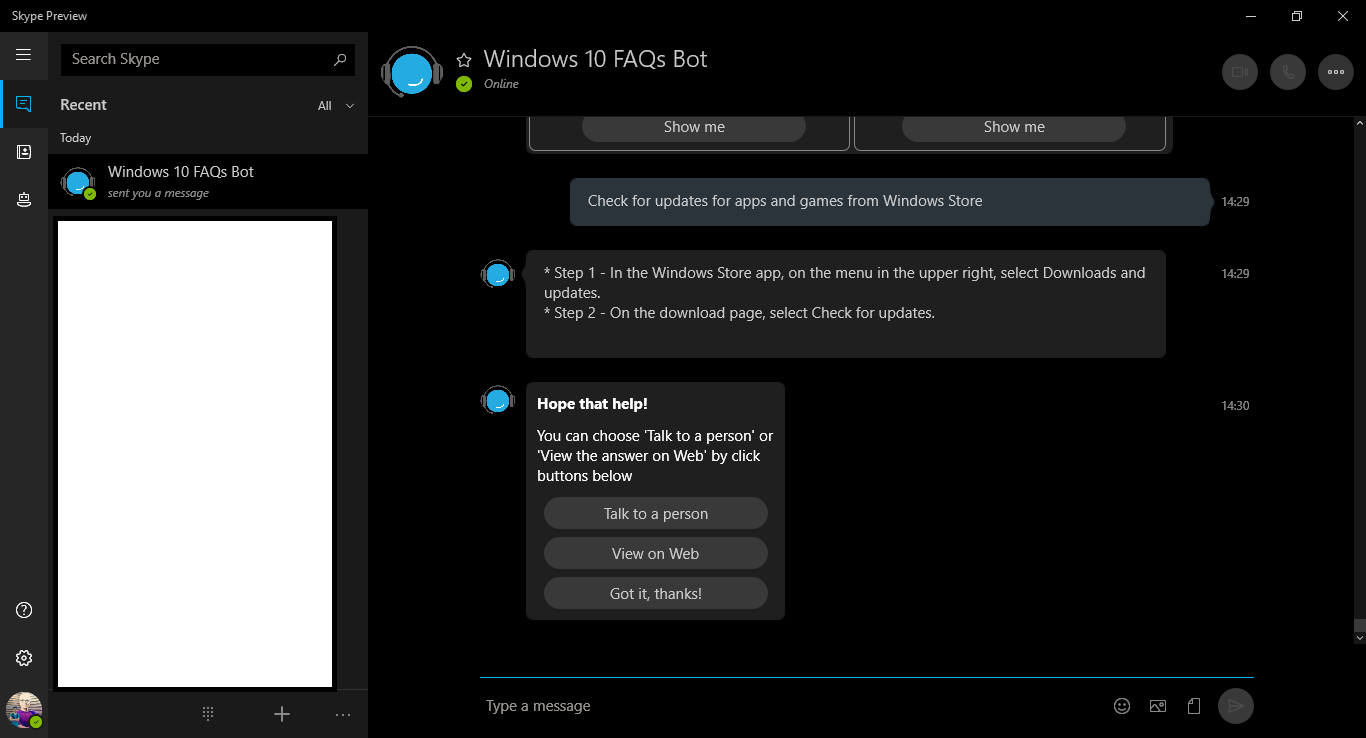 Skype Preview
Search Skype
Recent
All
Today
Windows 10 FAQs Bot
sent you a message
Windows 10 FAQs Bot
Online
Show me
Show me
Check for updates for apps and games from Windows Store
14:29
* Step 1 - In the Windows Store app, on the menu in the upper right, select Downloads and
updates.
* Step 2 - On the download page, select Check for updates.
14:29
Hope that help!
You can choose 'Talk to a person' or
'View the answer on Web' by click
buttons below
14:30
Talk to a person
View on Web
Got it, thanks!
Type a message